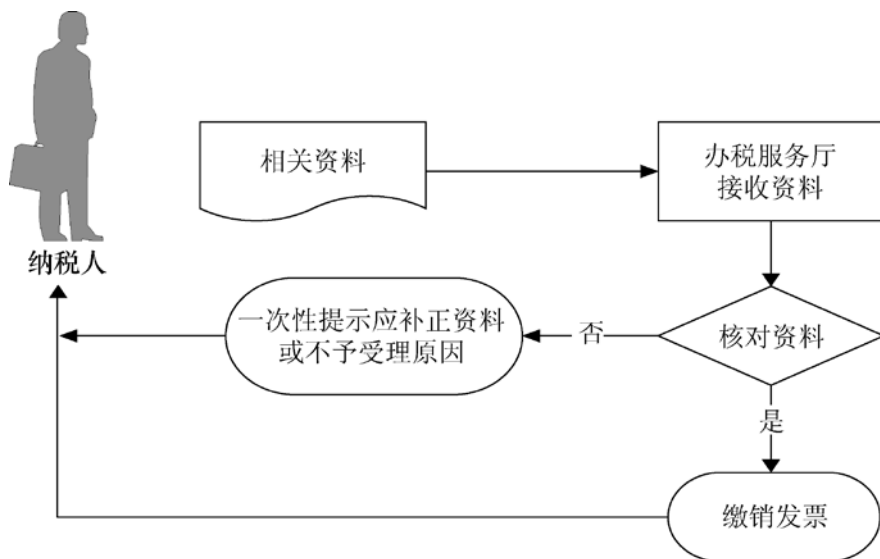 相关资料
办税服务厅
接收资料
纳税人
一次性提示应补正资料
或不予受理原因
否
核对资料
是
缴销发票